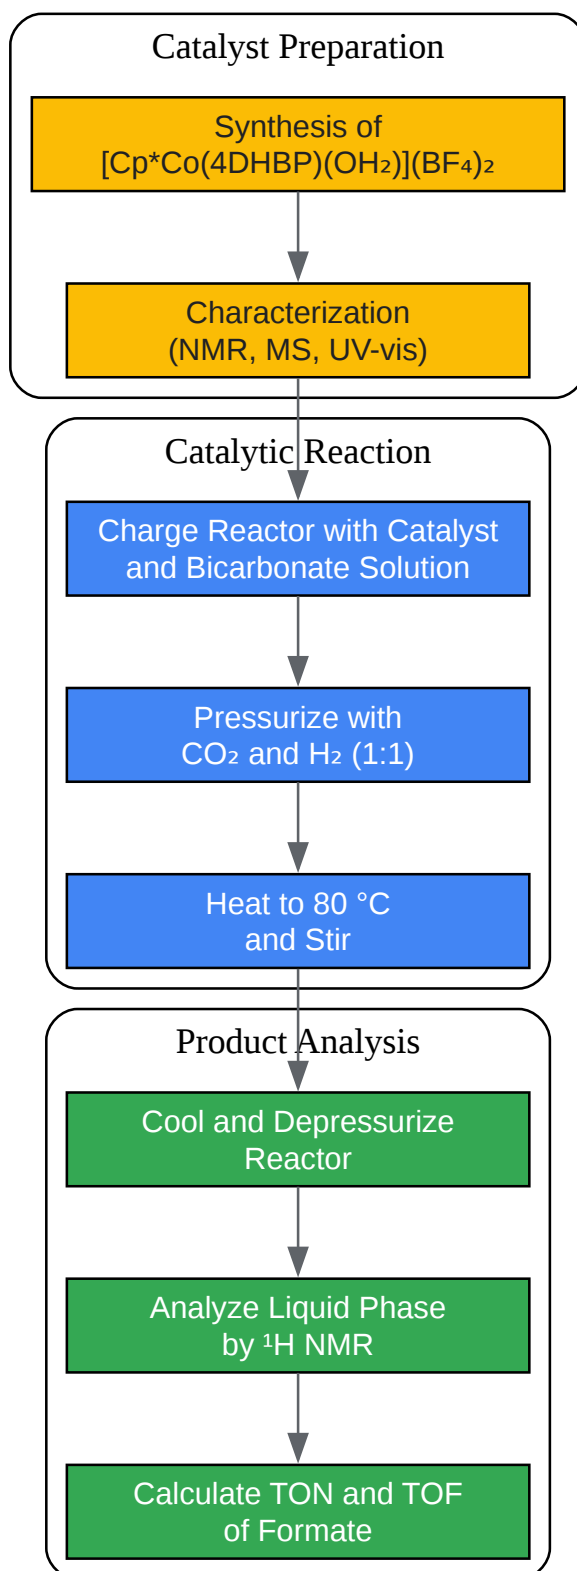 Catalyst Preparation
Synthesis of
[Cp*Co(4DHBP)(OH₂)](BF₄)₂
Characterization
(NMR, MS, UV-vis)
Catalytic Reaction
Charge Reactor with Catalyst
and Bicarbonate Solution
Pressurize with
CO₂ and H₂ (1:1)
Heat to 80 °C
and Stir
Product Analysis
Cool and Depressurize
Reactor
Analyze Liquid Phase
by ¹H NMR
Calculate TON and TOF
of Formate